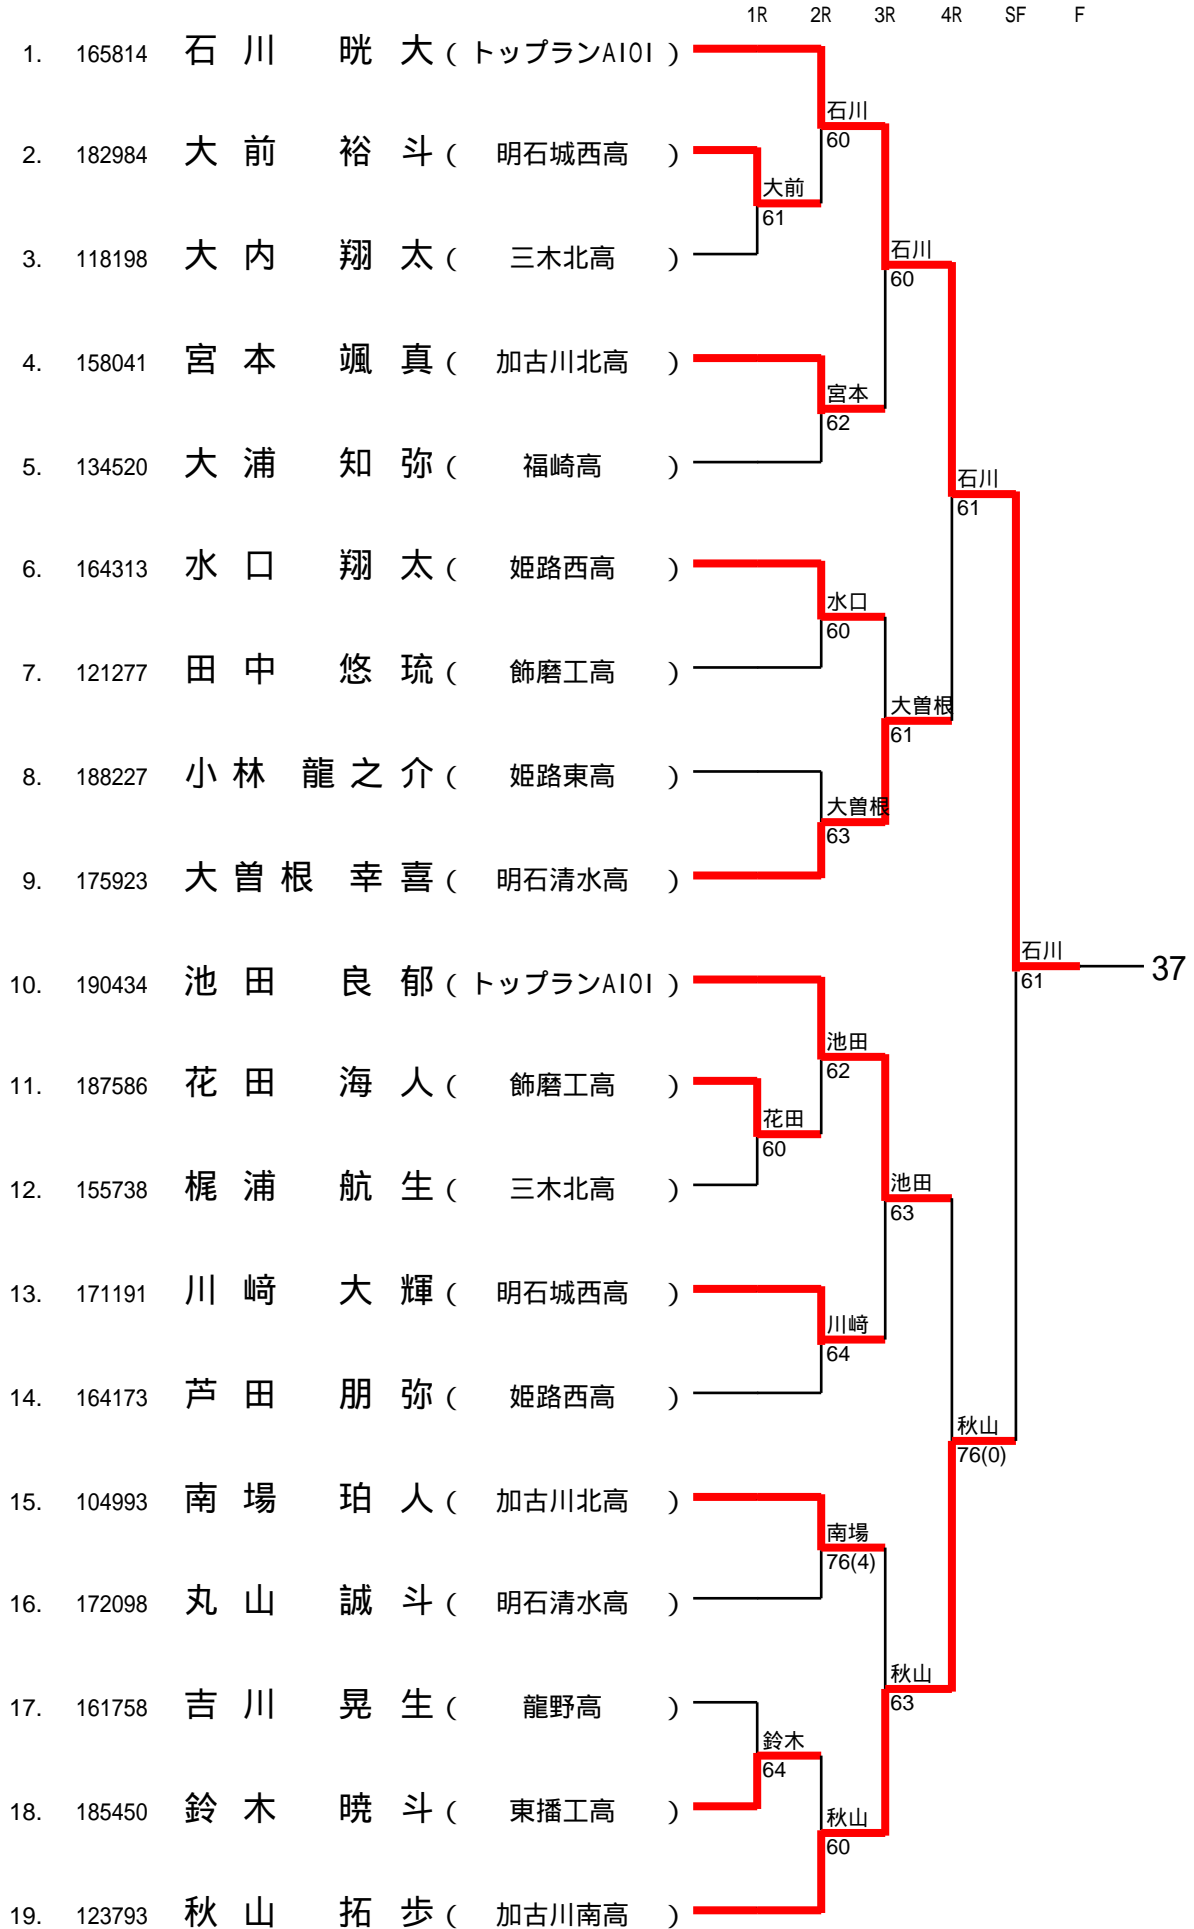 1R 2R 3R 4R SF F
1. 165814 石川 晄大 ( トップランAIOI )
石川
60
2. 182984 大前 裕斗 ( 明石城西高 )
大前
61
3. 118198 大内 翔太 ( 三木北高 )
石川
60
4. 158041 宮本 颯真 ( 加古川北高 )
宮本
62
5. 134520 大浦 知弥 ( 福崎高 )
石川
61
6. 164313 水口 翔太 ( 姫路西高 )
水口
60
7. 121277 田中 悠琉 ( 飾磨工高 )
大曽根
61
8. 188227 小林 龍之介 ( 姫路東高 )
大曽根
63
9. 175923 大曽根 幸喜 ( 明石清水高 )
石川
61
37
10. 190434 池田 良郁 ( トップランAIOI )
池田
62
11. 187586 花田 海人 ( 飾磨工高 )
花田
60
12. 155738 梶浦 航生 ( 三木北高 )
池田
63
13. 171191 川﨑 大輝 ( 明石城西高 )
川﨑
64
14. 164173 芦田 朋弥 ( 姫路西高 )
秋山
76(0)
15. 104993 南場 珀人 ( 加古川北高 )
南場
76(4)
16. 172098 丸山 誠斗 ( 明石清水高 )
秋山
63
17. 161758 吉川 晃生 ( 龍野高 )
鈴木
64
18. 185450 鈴木 暁斗 ( 東播工高 )
秋山
60
19. 123793 秋山 拓歩 ( 加古川南高 )